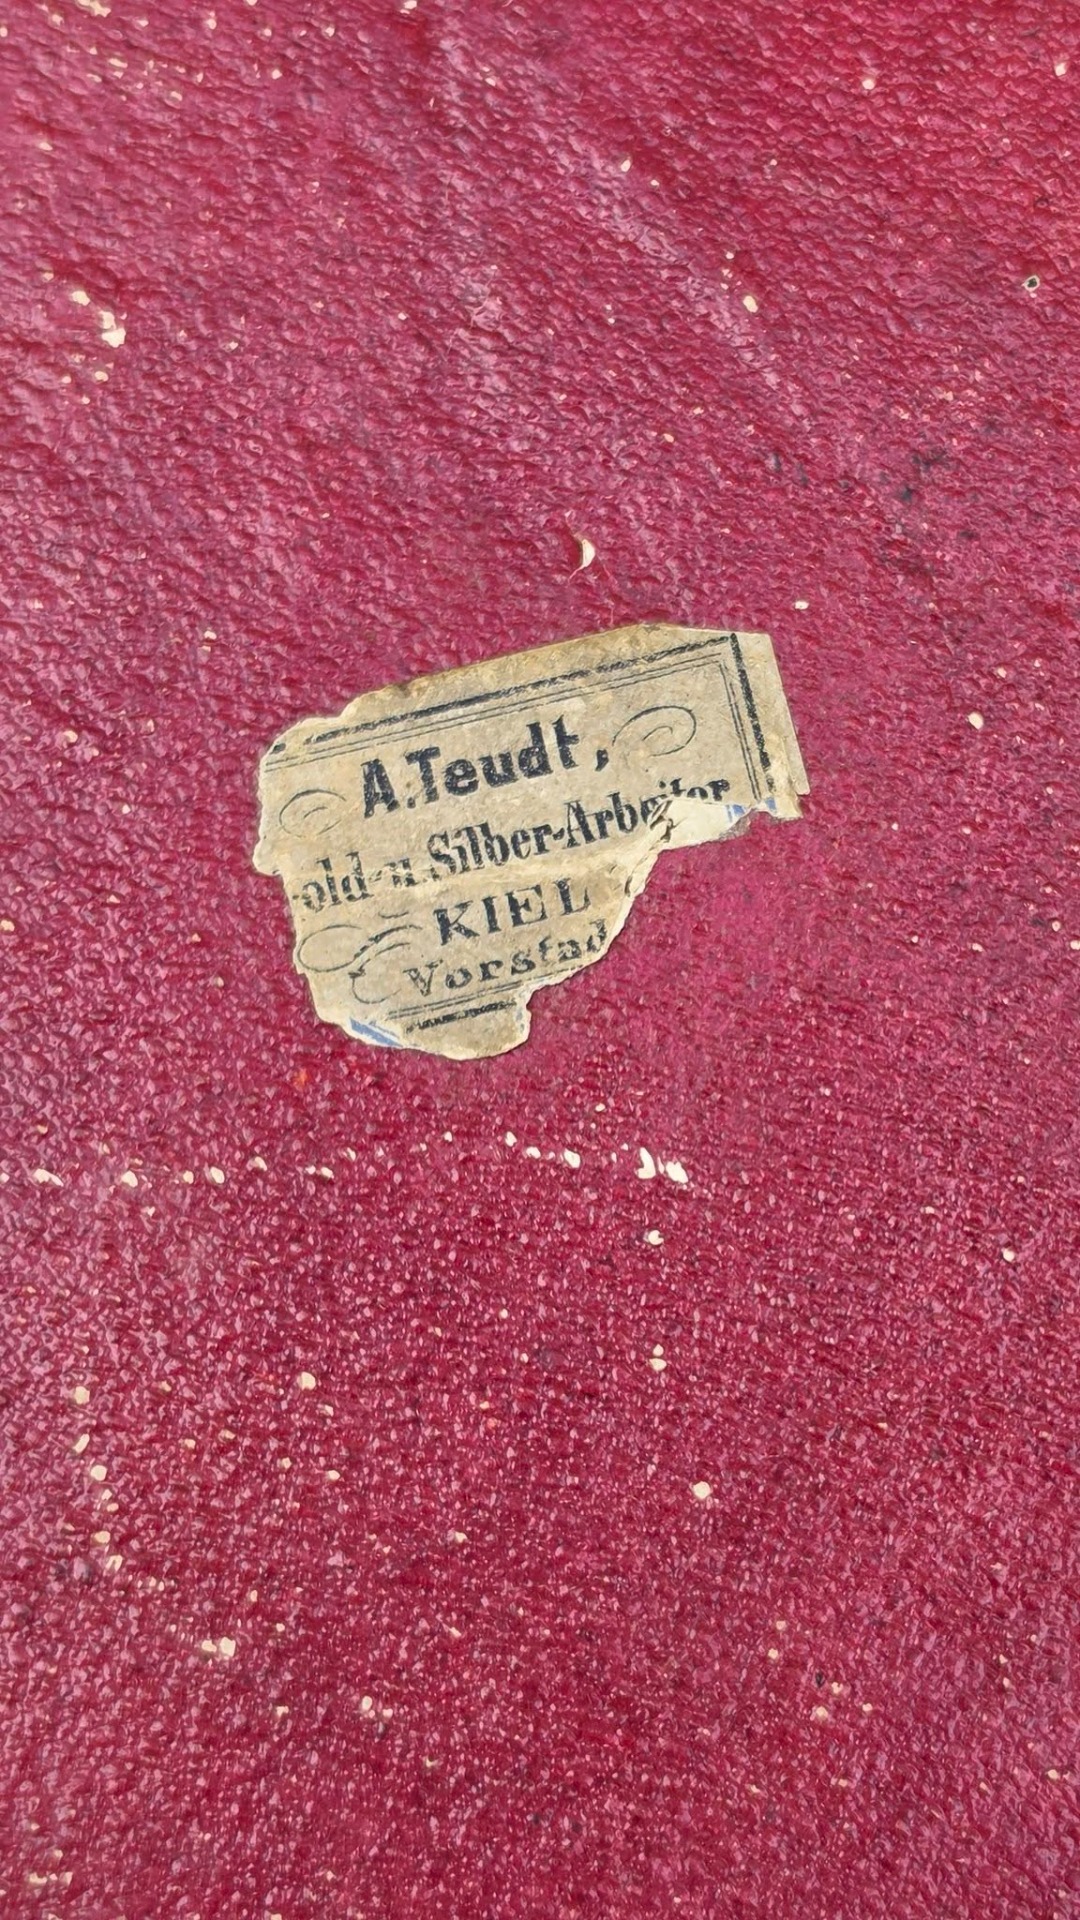 A. Teudt,
old- u. Silber-Arbeiter
KIEL
Vorstad